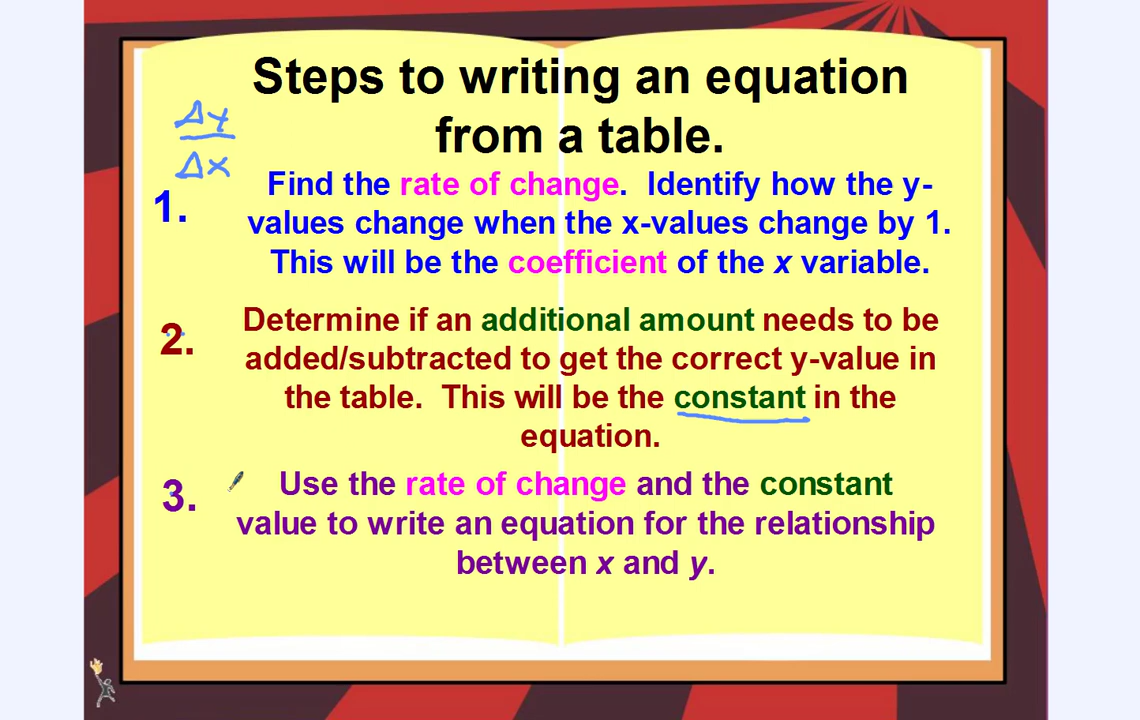 Steps to writing an equation
from a table.
Δy
Δx
1. Find the rate of change. Identify how the y-
values change when the x-values change by 1.
This will be the coefficient of the x variable.
2. Determine if an additional amount needs to be
added/subtracted to get the correct y-value in
the table. This will be the constant in the
equation.
3. Use the rate of change and the constant
value to write an equation for the relationship
between x and y.